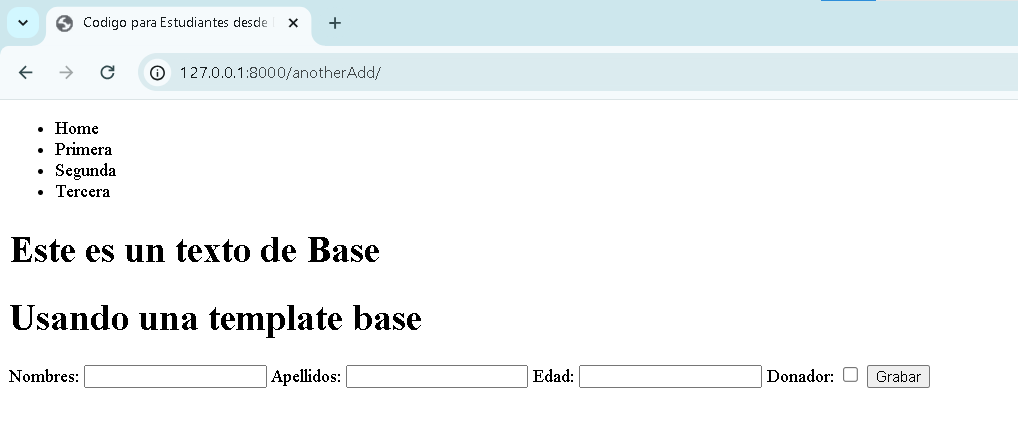 Codigo para Estudiantes desde
127.0.0.1:8000/anotherAdd/
Home
Primera
Segunda
Tercera
Este es un texto de Base
Usando una template base
Nombres: Apellidos: Edad: Donador: Grabar